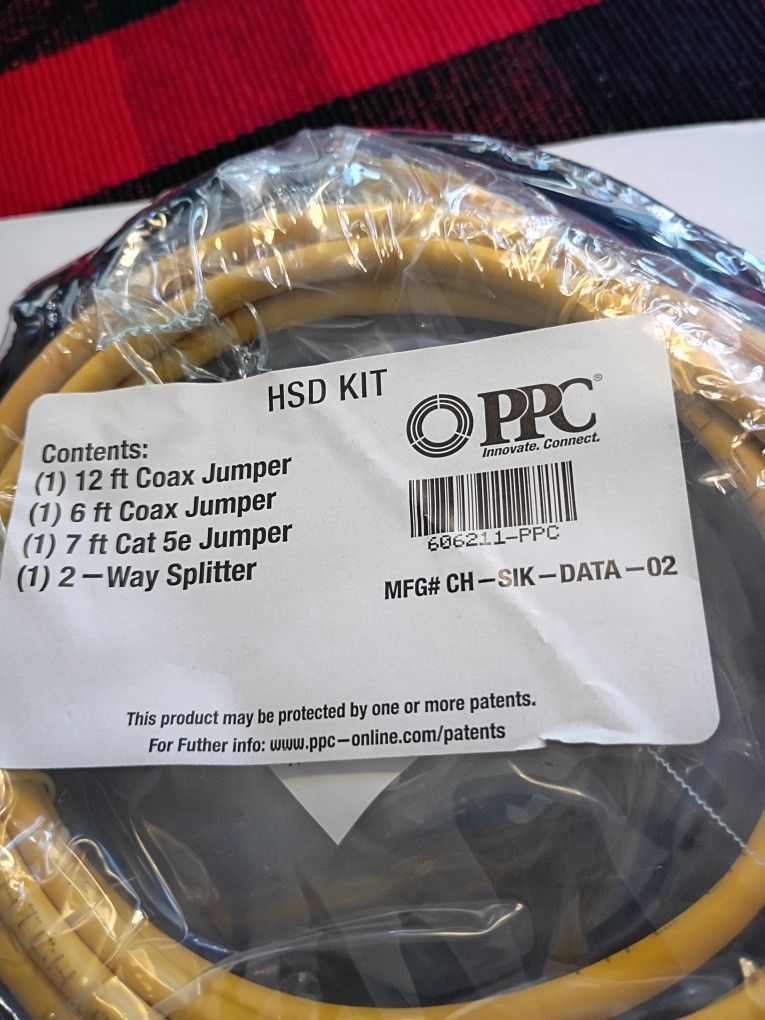 HSD KIT
PPC®
Innovate. Connect.
Contents:
(1) 12 ft Coax Jumper
(1) 6 ft Coax Jumper
(1) 7 ft Cat 5e Jumper
(1) 2-Way Splitter
606211-PPC
MFG# CH-SIK-DATA-02
This product may be protected by one or more patents.
For Futher info: www.ppc-online.com/patents